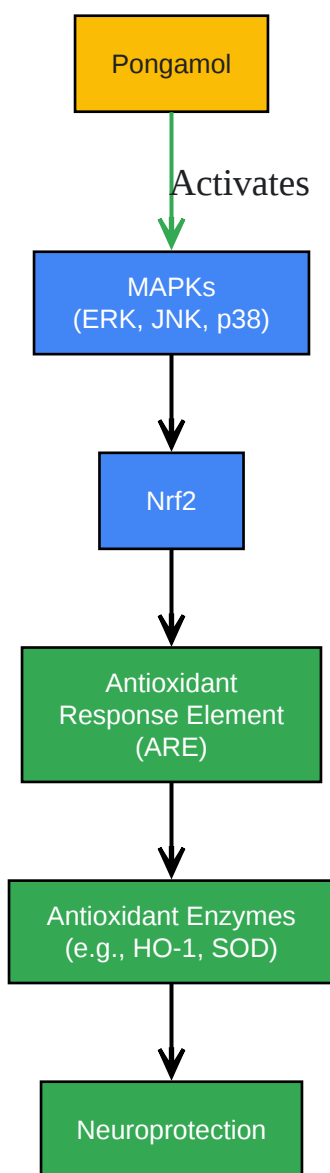 Pongamol
Activates
MAPKs
(ERK, JNK, p38)
Nrf2
Antioxidant
Response Element
(ARE)
Antioxidant Enzymes
(e.g., HO-1, SOD)
Neuroprotection